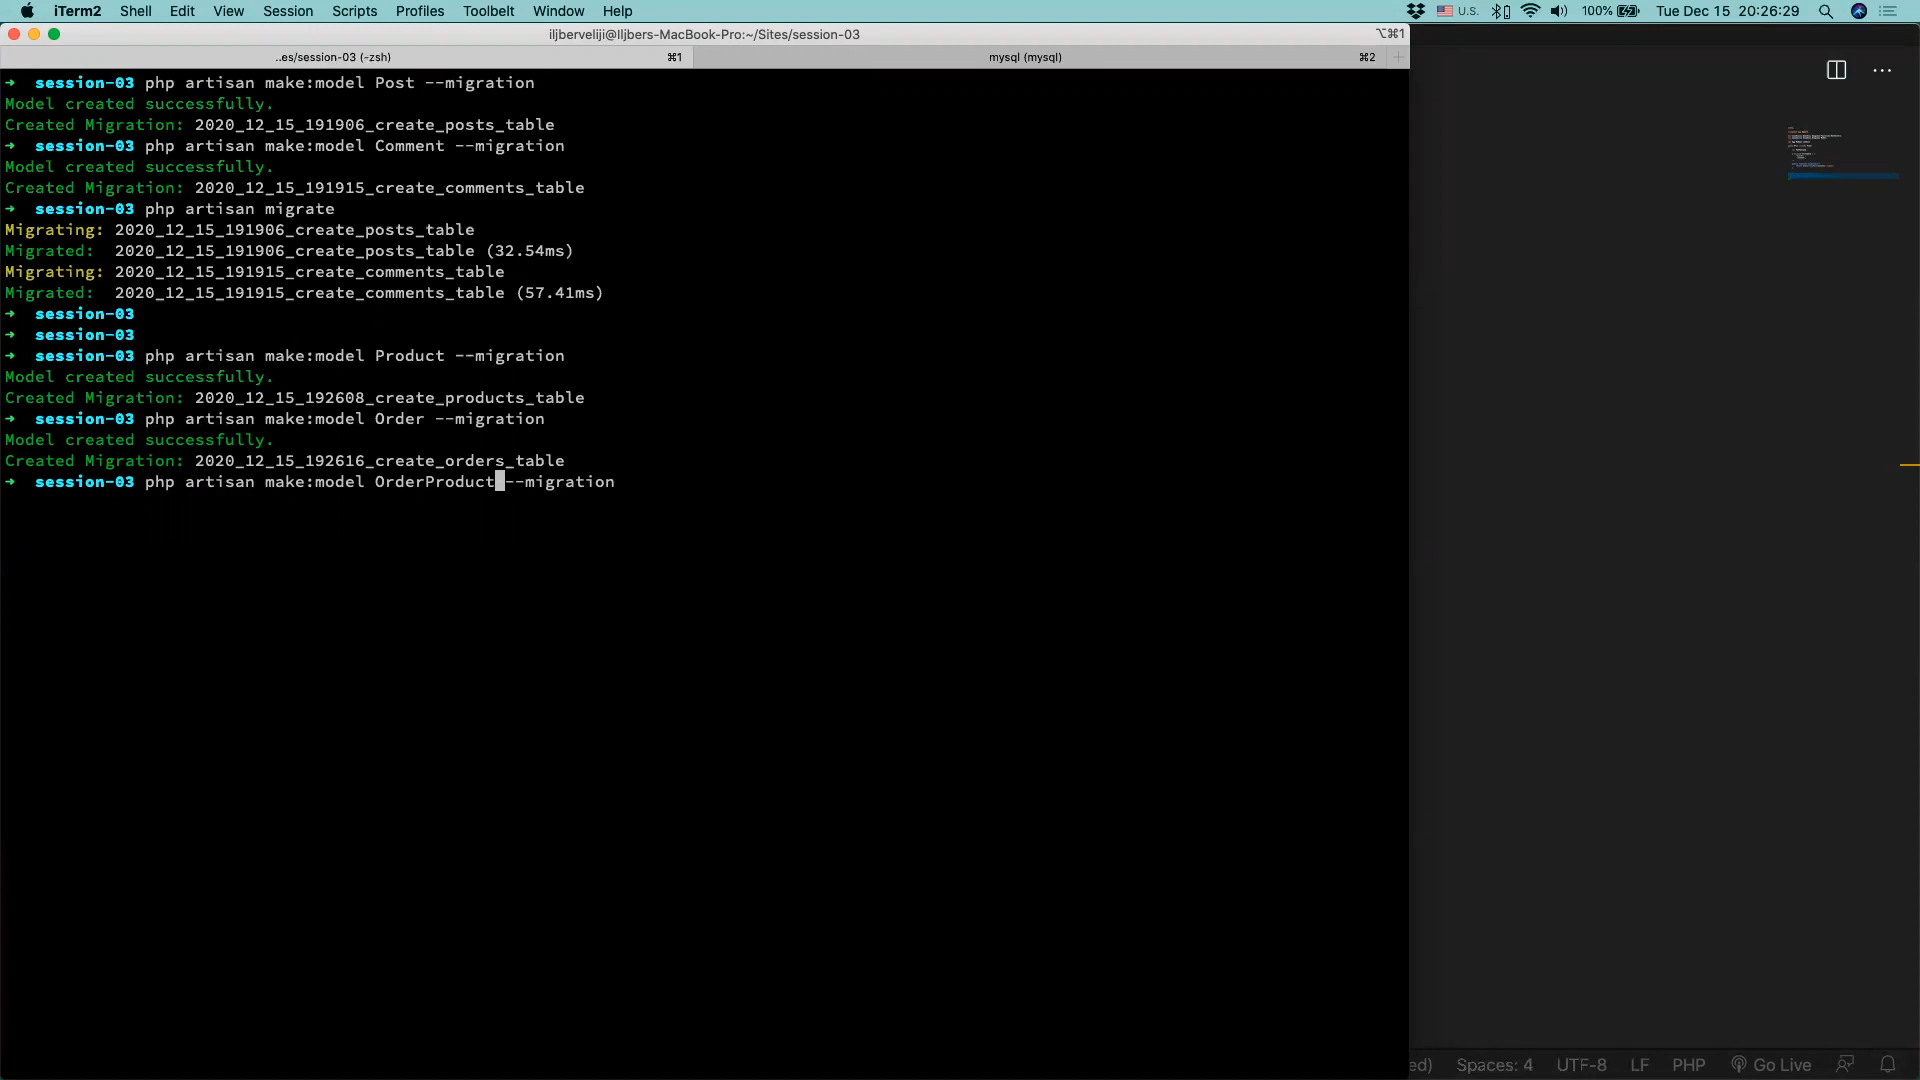 iTerm2 Shell Edit View Session Scripts Profiles Toolbelt Window Help U.S. 100% Tue Dec 15 20:26:29
iljberveliji@Iljbers-MacBook-Pro:~/Sites/session-03 ⌥⌘1
..es/session-03 (-zsh) ⌘1 mysql (mysql) ⌘2 +
➜ session-03 php artisan make:model Post --migration
Model created successfully.
Created Migration: 2020_12_15_191906_create_posts_table
➜ session-03 php artisan make:model Comment --migration
Model created successfully.
Created Migration: 2020_12_15_191915_create_comments_table
➜ session-03 php artisan migrate
Migrating: 2020_12_15_191906_create_posts_table
Migrated: 2020_12_15_191906_create_posts_table (32.54ms)
Migrating: 2020_12_15_191915_create_comments_table
Migrated: 2020_12_15_191915_create_comments_table (57.41ms)
➜ session-03
➜ session-03
➜ session-03 php artisan make:model Product --migration
Model created successfully.
Created Migration: 2020_12_15_192608_create_products_table
➜ session-03 php artisan make:model Order --migration
Model created successfully.
Created Migration: 2020_12_15_192616_create_orders_table
➜ session-03 php artisan make:model OrderProduct --migration
ed) Spaces: 4 UTF-8 LF PHP Go Live